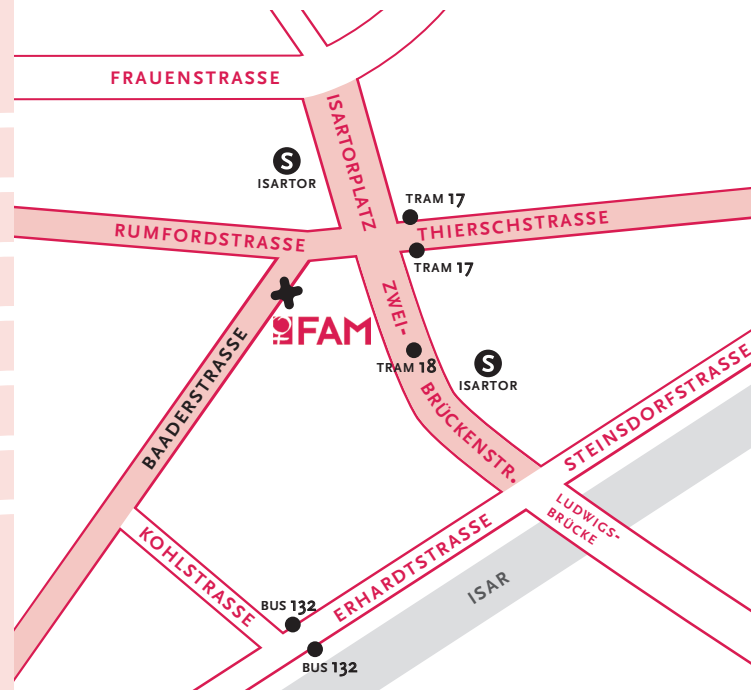 FRAUENSTRASSE
ISARTORPLATZ
S
ISARTOR
TRAM 17
RUMFORDSTRASSE
THIERSCHSTRASSE
TRAM 17
ZWEI-
BRÜCKENSTR.
FAM
TRAM 18
S
ISARTOR
BAADERSTRASSE
STEINSDORFSTRASSE
LUDWIGS-
BRÜCKE
KOHLSTRASSE
ERHARDTSTRASSE
ISAR
BUS 132
BUS 132